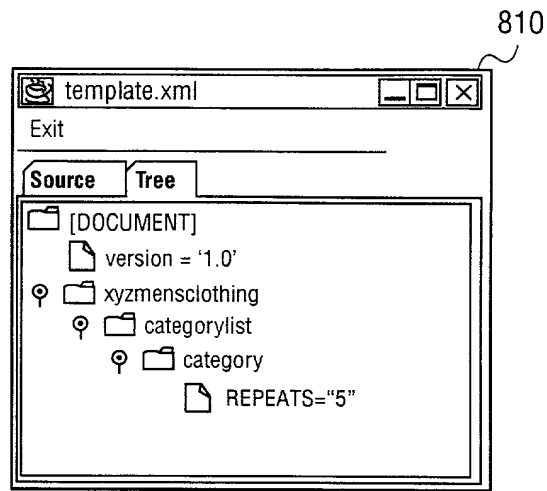 810
template.xml
Exit
Source Tree
[DOCUMENT]
version = ‘1.0’
xyzmensclothing
categorylist
category
REPEATS=“5”